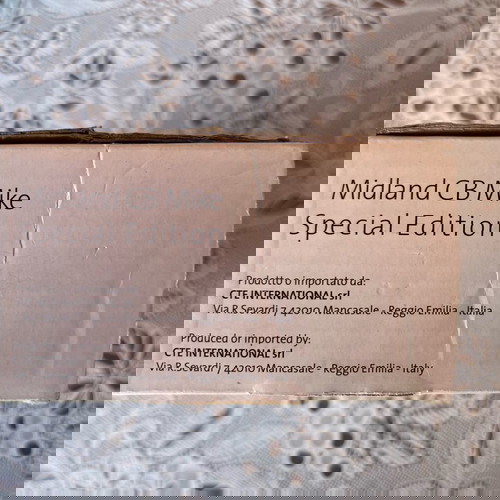 Midland CB Mike
Special Edition
Prodotto o importato da:
CTE INTERNATIONAL srl
Via R. Sevardi 7 42010 Mancasale - Reggio Emilia - Italia
Produced or imported by:
CTE INTERNATIONAL srl
Via R. Sevardi 7 42010 Mancasale - Reggio Emilia - Italy